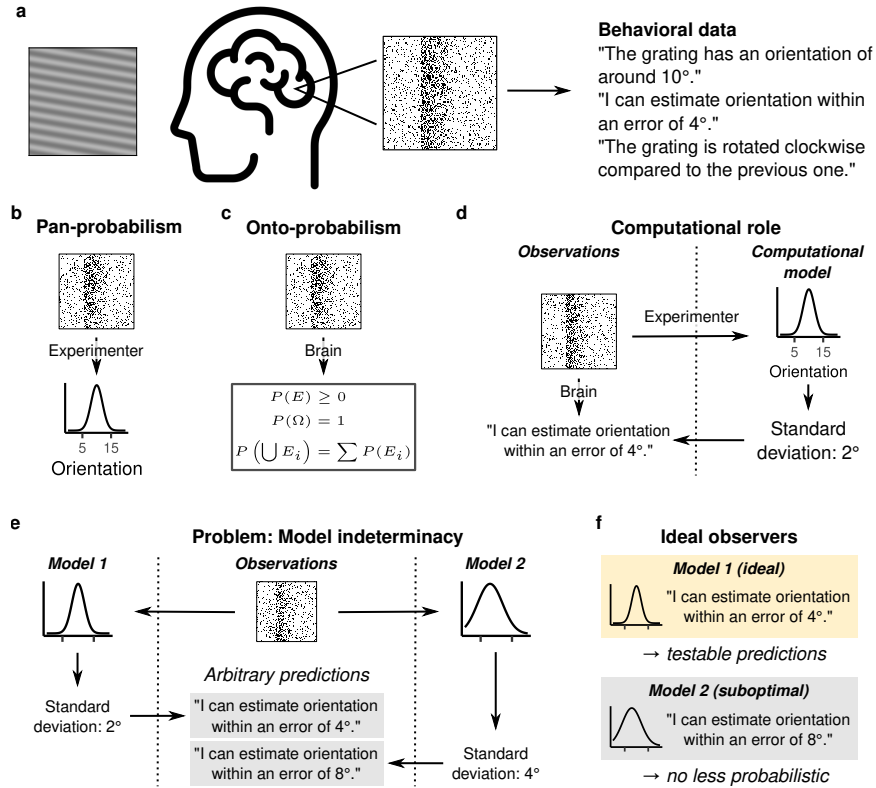 a
Behavioral data
"The grating has an orientation of
around 10°."
"I can estimate orientation within
an error of 4°."
"The grating is rotated clockwise
compared to the previous one."
b
Pan-probabilism
Experimenter
5 15
Orientation
c
Onto-probabilism
Brain
P(E) ≥ 0
P(Ω) = 1
P(⋃ E_i) = ∑ P(E_i)
d
Computational role
Observations
Computational
model
Experimenter
5 15
Orientation
Brain
"I can estimate orientation
within an error of 4°."
Standard
deviation: 2°
e
Problem: Model indeterminacy
Model 1
Observations
Model 2
Arbitrary predictions
Standard
deviation: 2°
"I can estimate orientation
within an error of 4°."
"I can estimate orientation
within an error of 8°."
Standard
deviation: 4°
f
Ideal observers
Model 1 (ideal)
"I can estimate orientation
within an error of 4°."
→ testable predictions
Model 2 (suboptimal)
"I can estimate orientation
within an error of 8°."
→ no less probabilistic